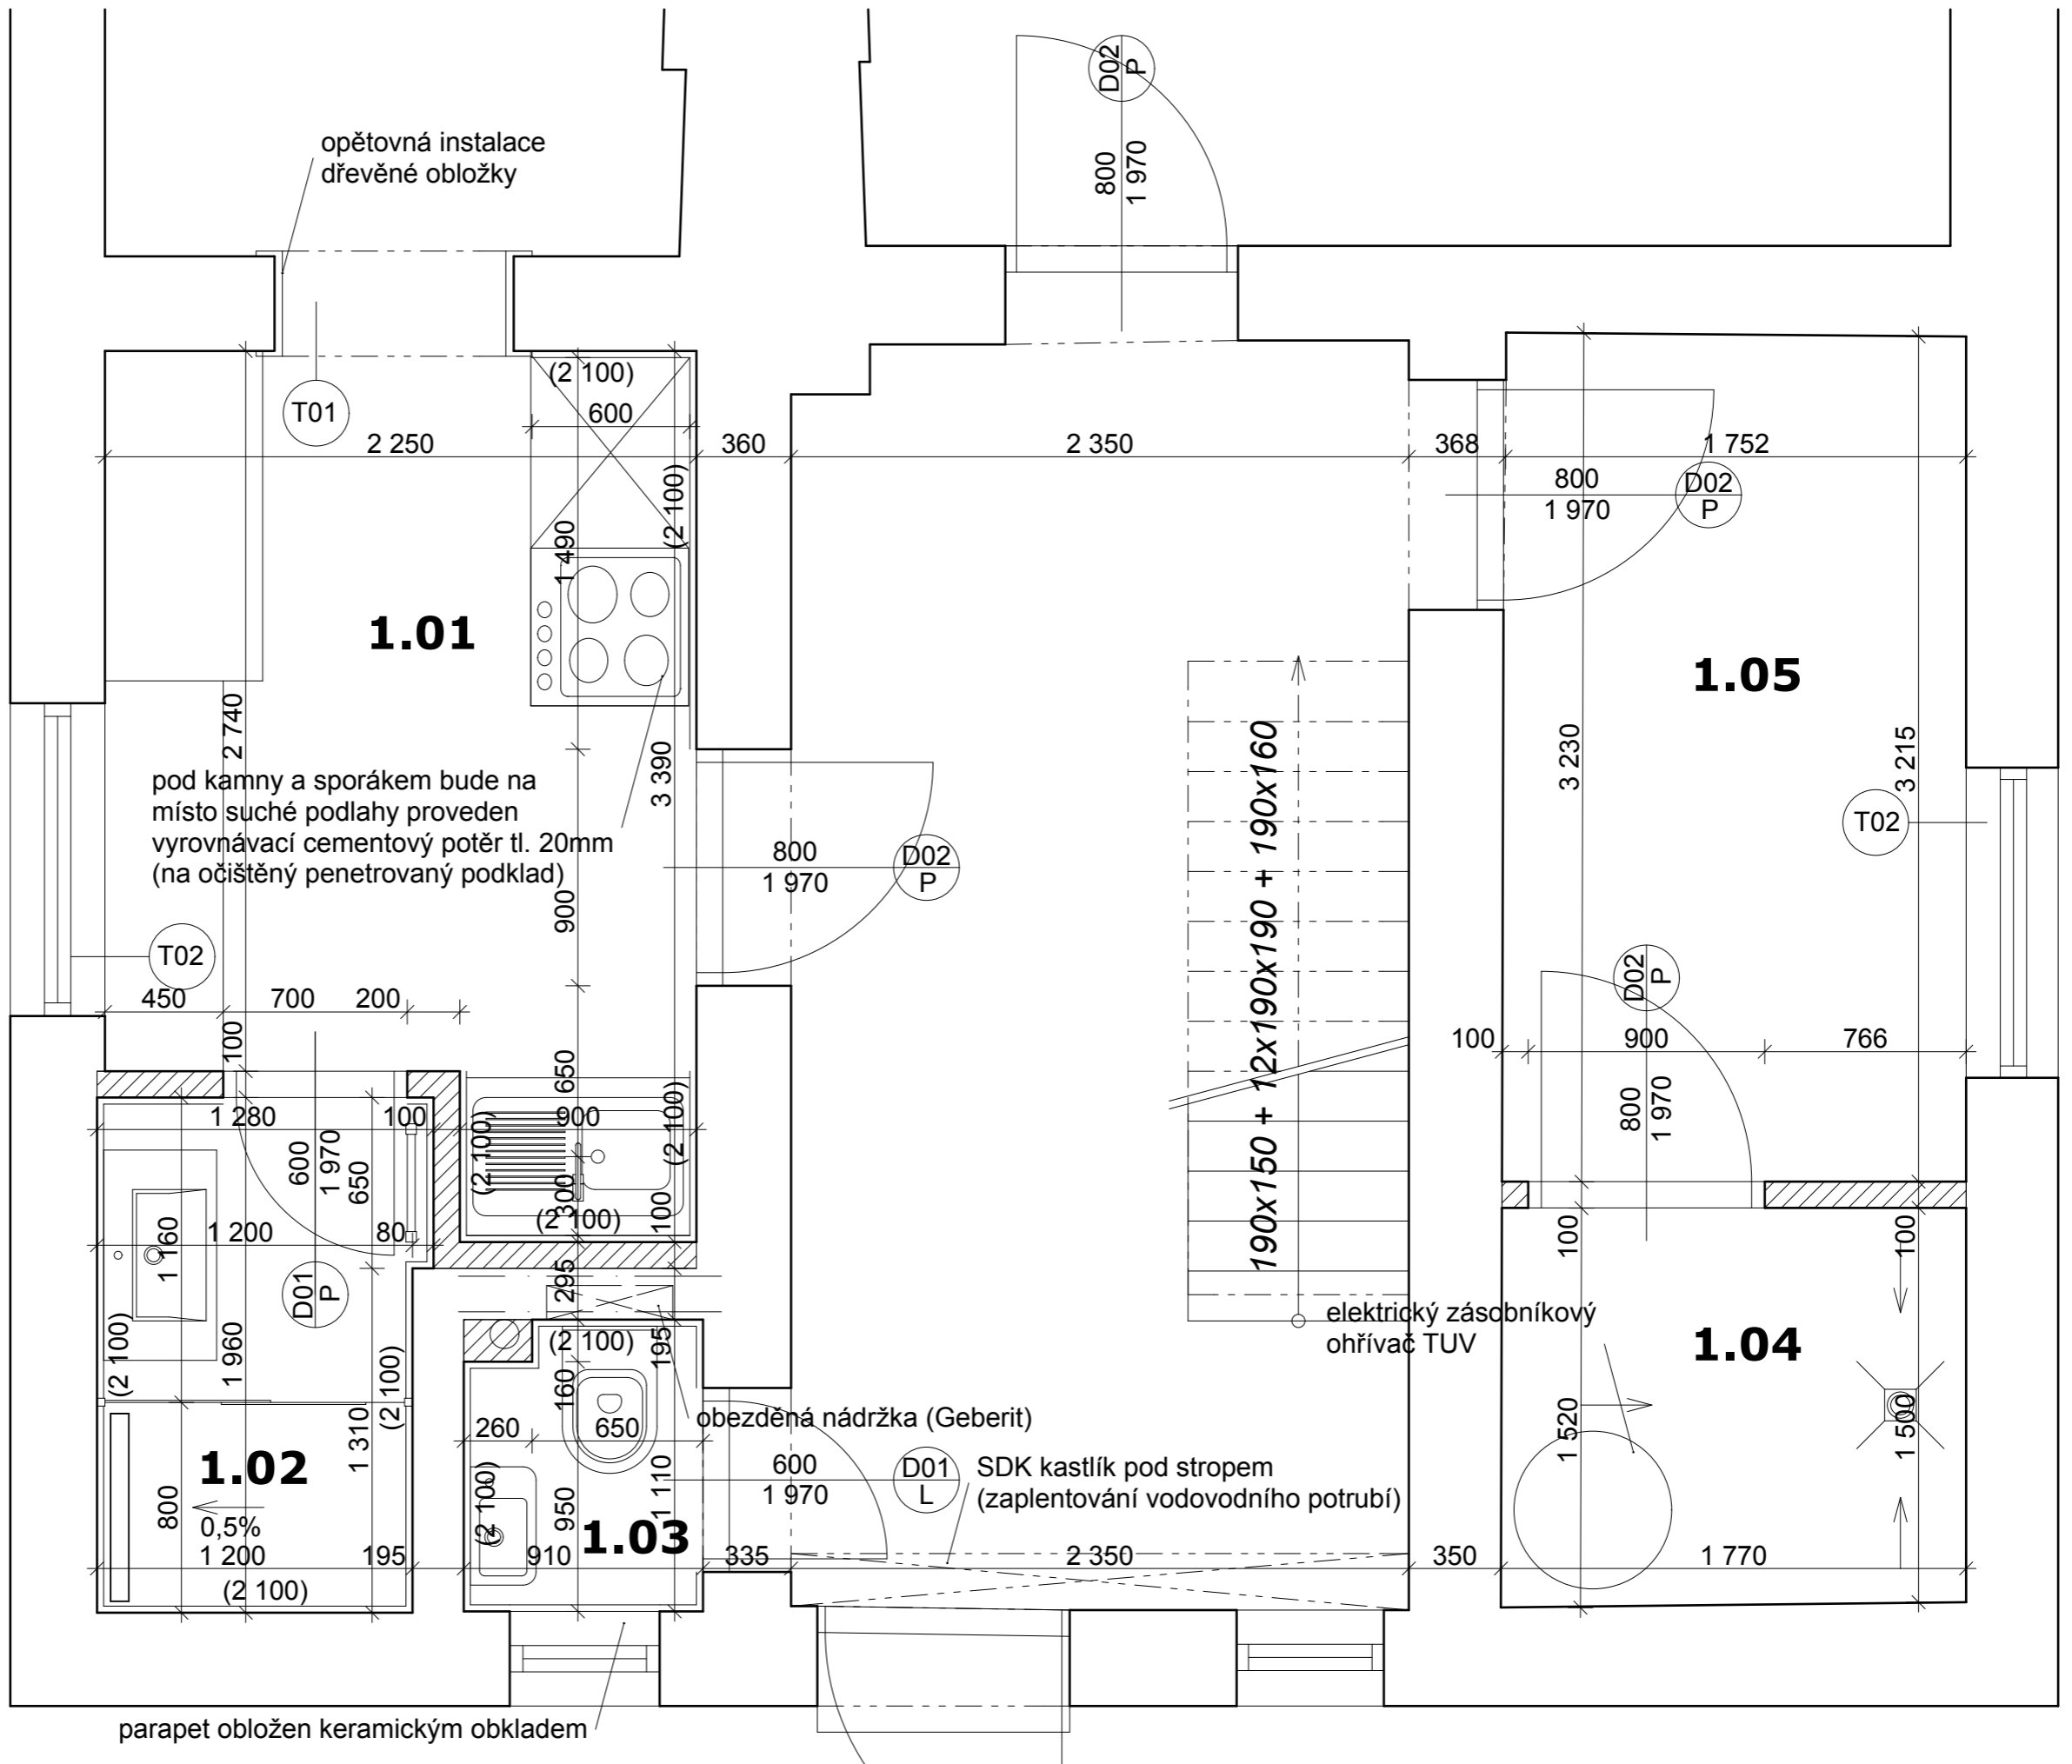 D02
P
800
1 970
opětovná instalace
dřevěné obložky
(2 100)
T01
600
2 250
360
2 350
368
1 752
(2 100)
800
1 970
D02
P
1 490
1.01
1.05
2 740
3 390
3 230
3 215
190x150 + 12x190x190 + 190x160
pod kamny a sporákem bude na
místo suché podlahy proveden
vyrovnávací cementový potěr tl. 20mm
(na očištěný penetrovaný podklad)
T02
800
1 970
D02
P
900
T02
D02
P
450
700
200
100
100
900
766
650
800
1 970
1 280
100
900
(2 100)
(2 100)
600
1 970
650
300
(2 100)
100
1 160
1 200
80
100
100
295
D01
P
elektrický zásobníkový
ohřívač TUV
1.04
(2 100)
195
(2 100)
1 960
(2 100)
160
1 310
obezděná nádržka (Geberit)
260
650
1 520
1 500
1.02
(2 100)
1 110
600
1 970
D01
L
SDK kastlík pod stropem
(zaplentování vodovodního potrubí)
800
0,5%
950
1.03
1 200
195
910
335
2 350
350
1 770
(2 100)
parapet obložen keramickým obkladem